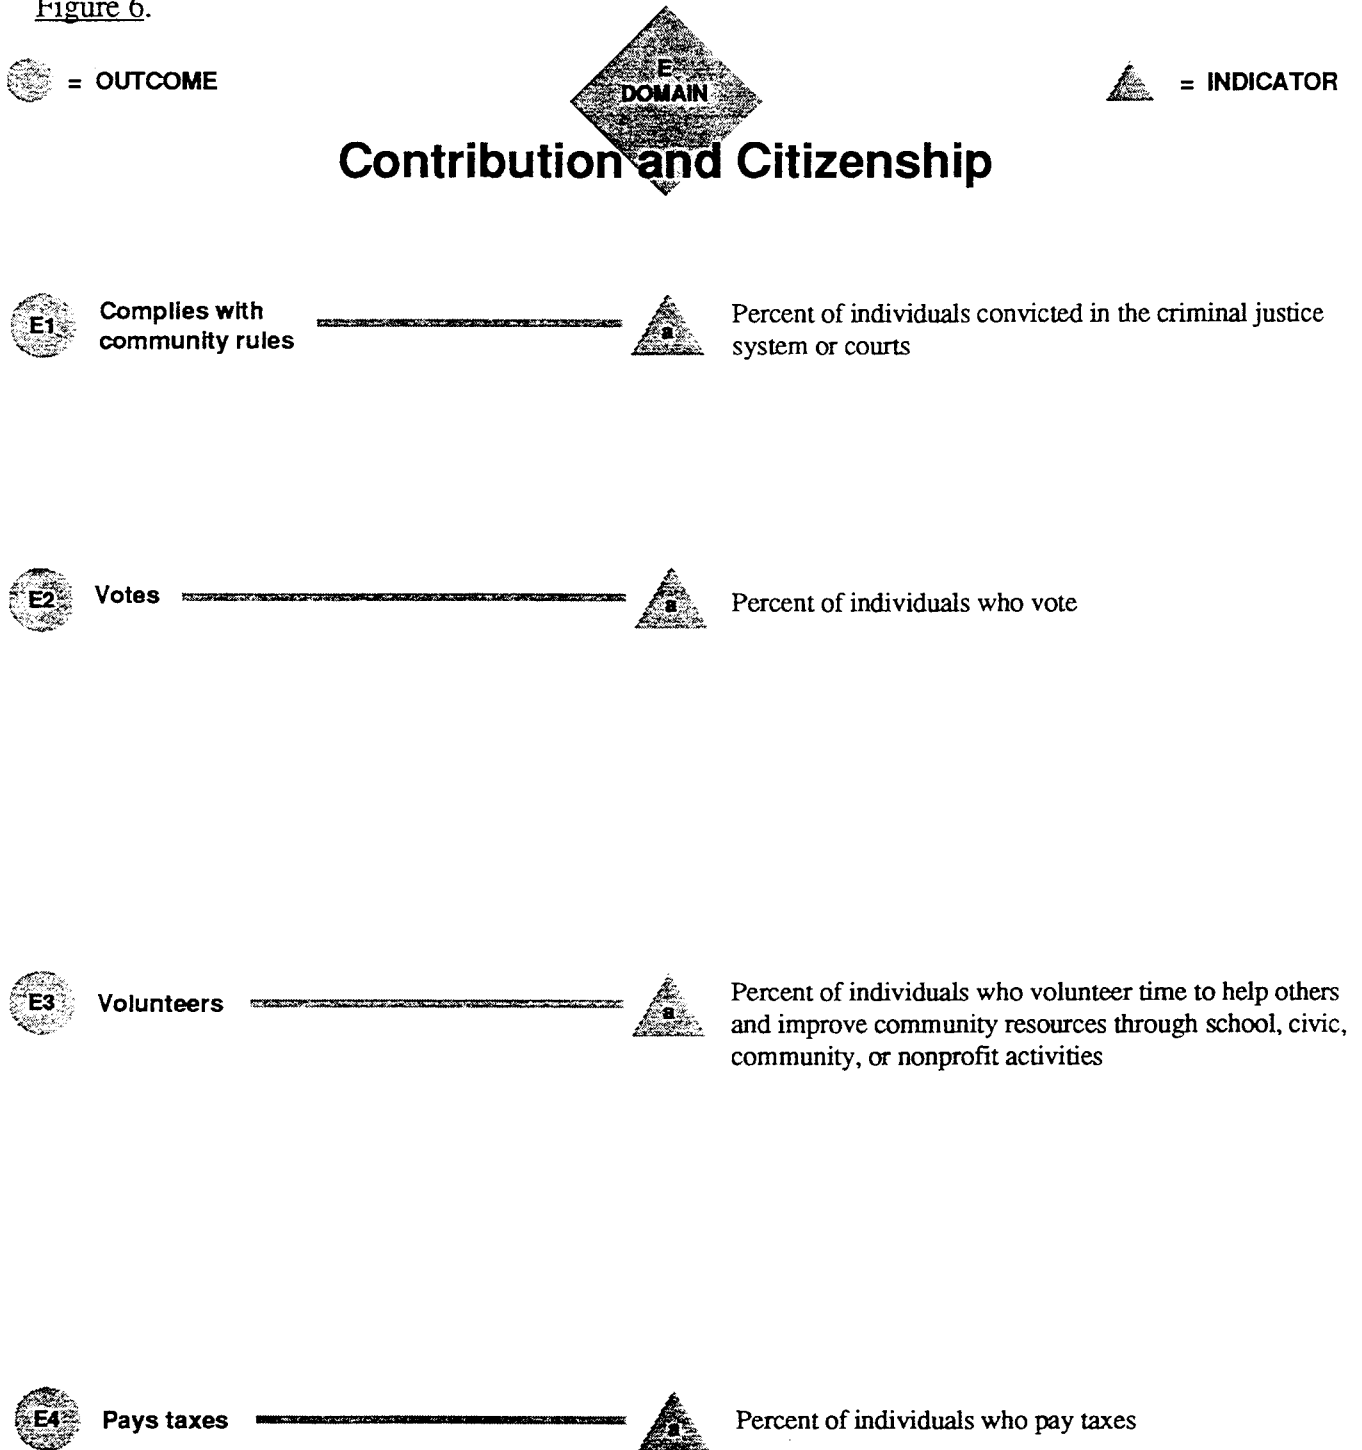 Figure 6.
= OUTCOME
E
DOMAIN
= INDICATOR
Contribution and Citizenship
E1
Complies with
community rules
a
Percent of individuals convicted in the criminal justice
system or courts
E2
Votes
a
Percent of individuals who vote
E3
Volunteers
a
Percent of individuals who volunteer time to help others
and improve community resources through school, civic,
community, or nonprofit activities
E4
Pays taxes
a
Percent of individuals who pay taxes